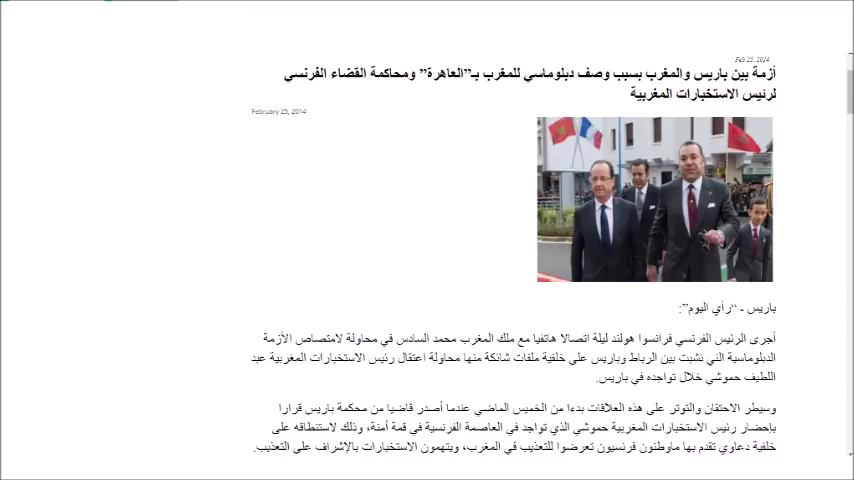 Feb 25, 2014
أزمة بين باريس والمغرب بسبب وصف دبلوماسي للمغرب بـ”العاهرة” ومحاكمة القضاء الفرنسي
لرئيس الاستخبارات المغربية
February 25, 2014
باريس ـ “رأي اليوم”:
أجرى الرئيس الفرنسي فرانسوا هولند ليلة اتصالا هاتفيا مع ملك المغرب محمد السادس في محاولة لامتصاص الأزمة
الدبلوماسية التي نشبت بين الرباط وباريس على خلفية ملفات شائكة منها محاولة اعتقال رئيس الاستخبارات المغربية عبد
اللطيف حموشي خلال تواجده في باريس.
وسيطر الاحتقان والتوتر على هذه العلاقات بدءا من الخميس الماضي عندما أصدر قاضيا من محكمة باريس قرارا
بإحضار رئيس الاستخبارات المغربية حموشي الذي تواجد في العاصمة الفرنسية في قمة أمنة، وذلك لاستنطاقه على
خلفية دعاوي تقدم بها ماوطنون فرنسيون تعرضوا للتعذيب في المغرب، ويتهمون الاستخبارات بالإشراف على التعذيب.